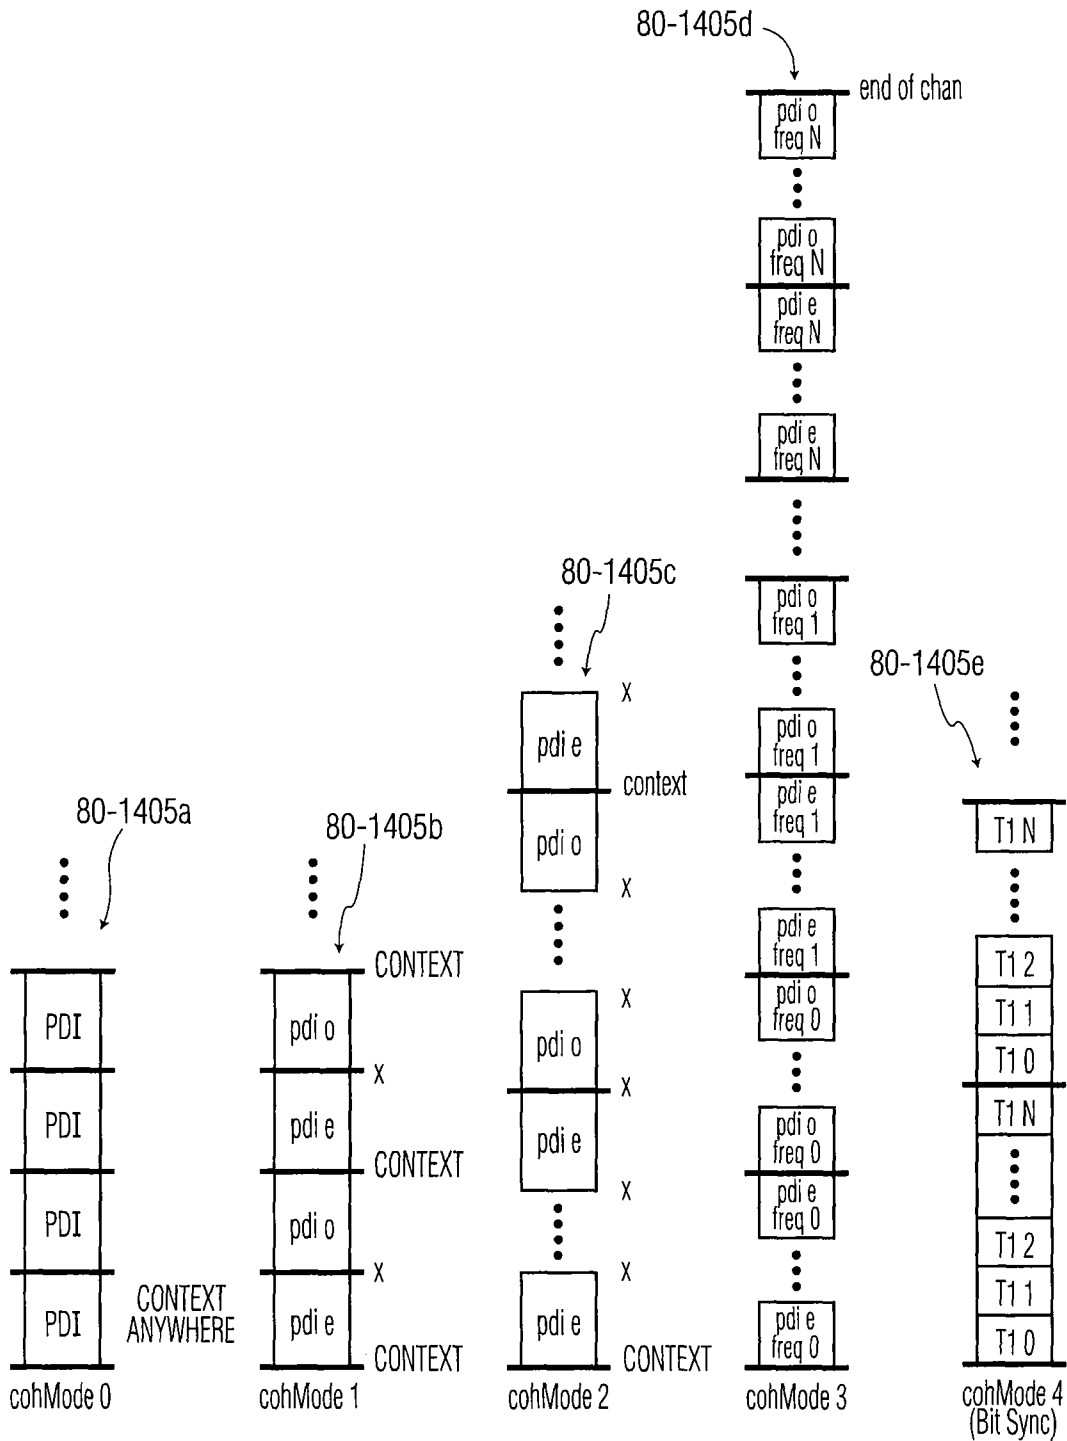 80-1405d
end of chan
pdi o
freq N
pdi o
freq N
pdi e
freq N
pdi e
freq N
pdi o
freq 1
pdi o
freq 1
pdi e
freq 1
pdi e
freq 1
pdi o
freq 0
pdi o
freq 0
pdi e
freq 0
pdi e
freq 0
cohMode 3
80-1405c
X
pdi e
context
pdi o
X
X
pdi o
X
pdi e
X
X
pdi e
CONTEXT
cohMode 2
80-1405e
T1 N
T1 2
T1 1
T1 0
T1 N
T1 2
T1 1
T1 0
cohMode 4
(Bit Sync)
80-1405a
PDI
PDI
PDI
PDI
CONTEXT
ANYWHERE
cohMode 0
80-1405b
CONTEXT
pdi o
X
pdi e
CONTEXT
pdi o
X
pdi e
CONTEXT
cohMode 1